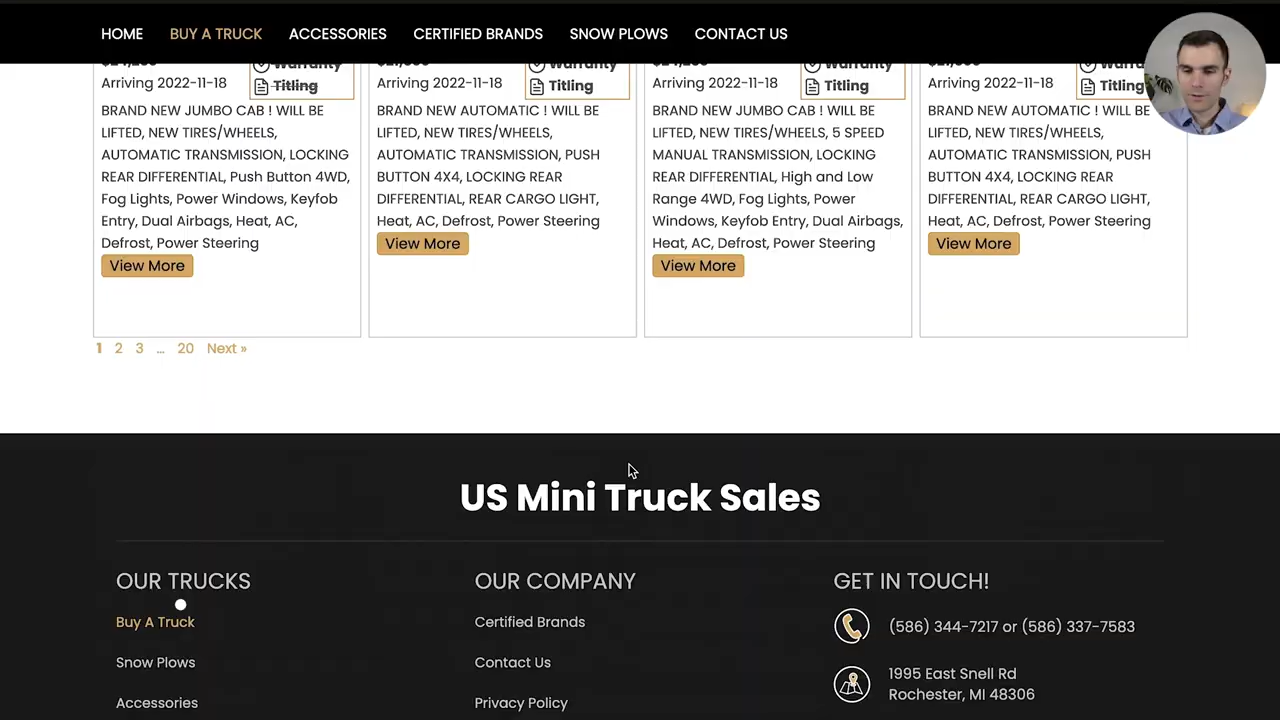 HOME BUY A TRUCK ACCESSORIES CERTIFIED BRANDS SNOW PLOWS CONTACT US
Warranty Warranty Warranty
Arriving 2022-11-18 Titling Arriving 2022-11-18 Titling Arriving 2022-11-18 Titling Arriving 2022-11-18 Titling
BRAND NEW JUMBO CAB ! WILL BE
LIFTED, NEW TIRES/WHEELS,
AUTOMATIC TRANSMISSION, LOCKING
REAR DIFFERENTIAL, Push Button 4WD,
Fog Lights, Power Windows, Keyfob
Entry, Dual Airbags, Heat, AC,
Defrost, Power Steering
View More
BRAND NEW AUTOMATIC ! WILL BE
LIFTED, NEW TIRES/WHEELS,
AUTOMATIC TRANSMISSION, PUSH
BUTTON 4X4, LOCKING REAR
DIFFERENTIAL, REAR CARGO LIGHT,
Heat, AC, Defrost, Power Steering
View More
BRAND NEW JUMBO CAB ! WILL BE
LIFTED, NEW TIRES/WHEELS, 5 SPEED
MANUAL TRANSMISSION, LOCKING
REAR DIFFERENTIAL, High and Low
Range 4WD, Fog Lights, Power
Windows, Keyfob Entry, Dual Airbags,
Heat, AC, Defrost, Power Steering
View More
BRAND NEW AUTOMATIC ! WILL BE
LIFTED, NEW TIRES/WHEELS,
AUTOMATIC TRANSMISSION, PUSH
BUTTON 4X4, LOCKING REAR
DIFFERENTIAL, REAR CARGO LIGHT,
Heat, AC, Defrost, Power Steering
View More
1 2 3 ... 20 Next »
US Mini Truck Sales
OUR TRUCKS
Buy A Truck
Snow Plows
Accessories
OUR COMPANY
Certified Brands
Contact Us
Privacy Policy
GET IN TOUCH!
(586) 344-7217 or (586) 337-7583
1995 East Snell Rd
Rochester, MI 48306